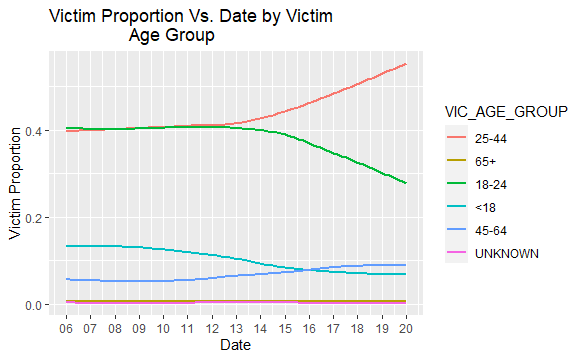 Victim Proportion Vs. Date by Victim
Age Group
Victim Proportion
0.4
0.2
0.0
06 07 08 09 10 11 12 13 14 15 16 17 18 19 20
Date
VIC_AGE_GROUP
25-44
65+
18-24
<18
45-64
UNKNOWN